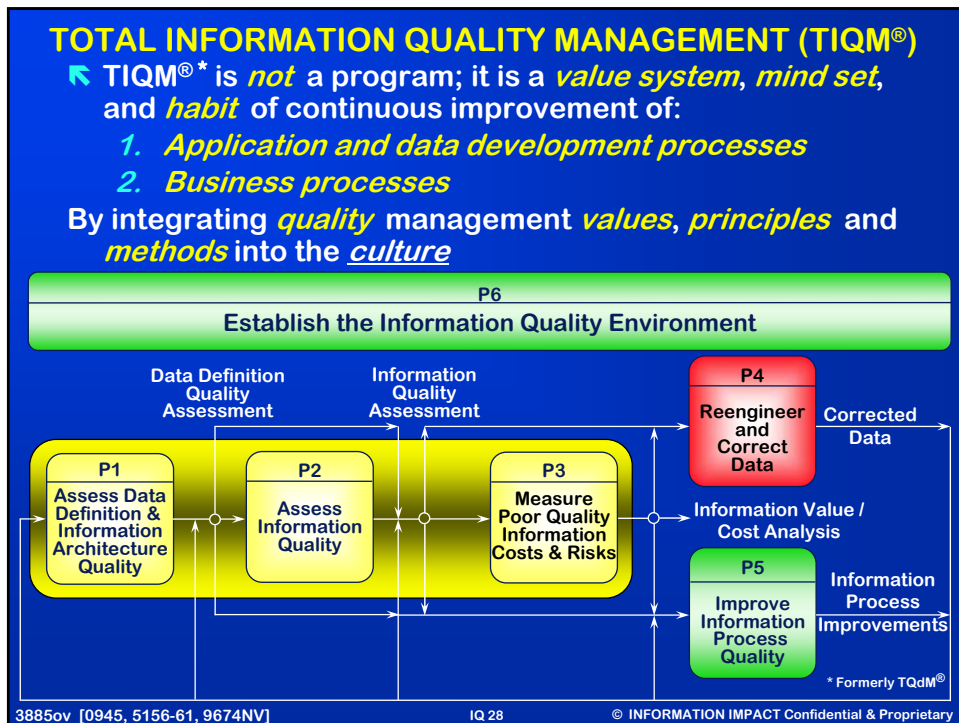 TOTAL INFORMATION QUALITY MANAGEMENT (TIQM®)
TIQM®* is not a program; it is a value system, mind set,
and habit of continuous improvement of:
1. Application and data development processes
2. Business processes
By integrating quality management values, principles and
methods into the culture
P6
Establish the Information Quality Environment
Data Definition
Quality
Assessment
Information
Quality
Assessment
P4
Reengineer
and
Correct
Data
Corrected
Data
P1
Assess Data
Definition &
Information
Architecture
Quality
P2
Assess
Information
Quality
P3
Measure
Poor Quality
Information
Costs & Risks
Information Value /
Cost Analysis
P5
Improve
Information
Process
Quality
Information
Process
Improvements
* Formerly TQdM®
3885ov [0945, 5156-61, 9674NV]
IQ 28
© INFORMATION IMPACT Confidential & Proprietary